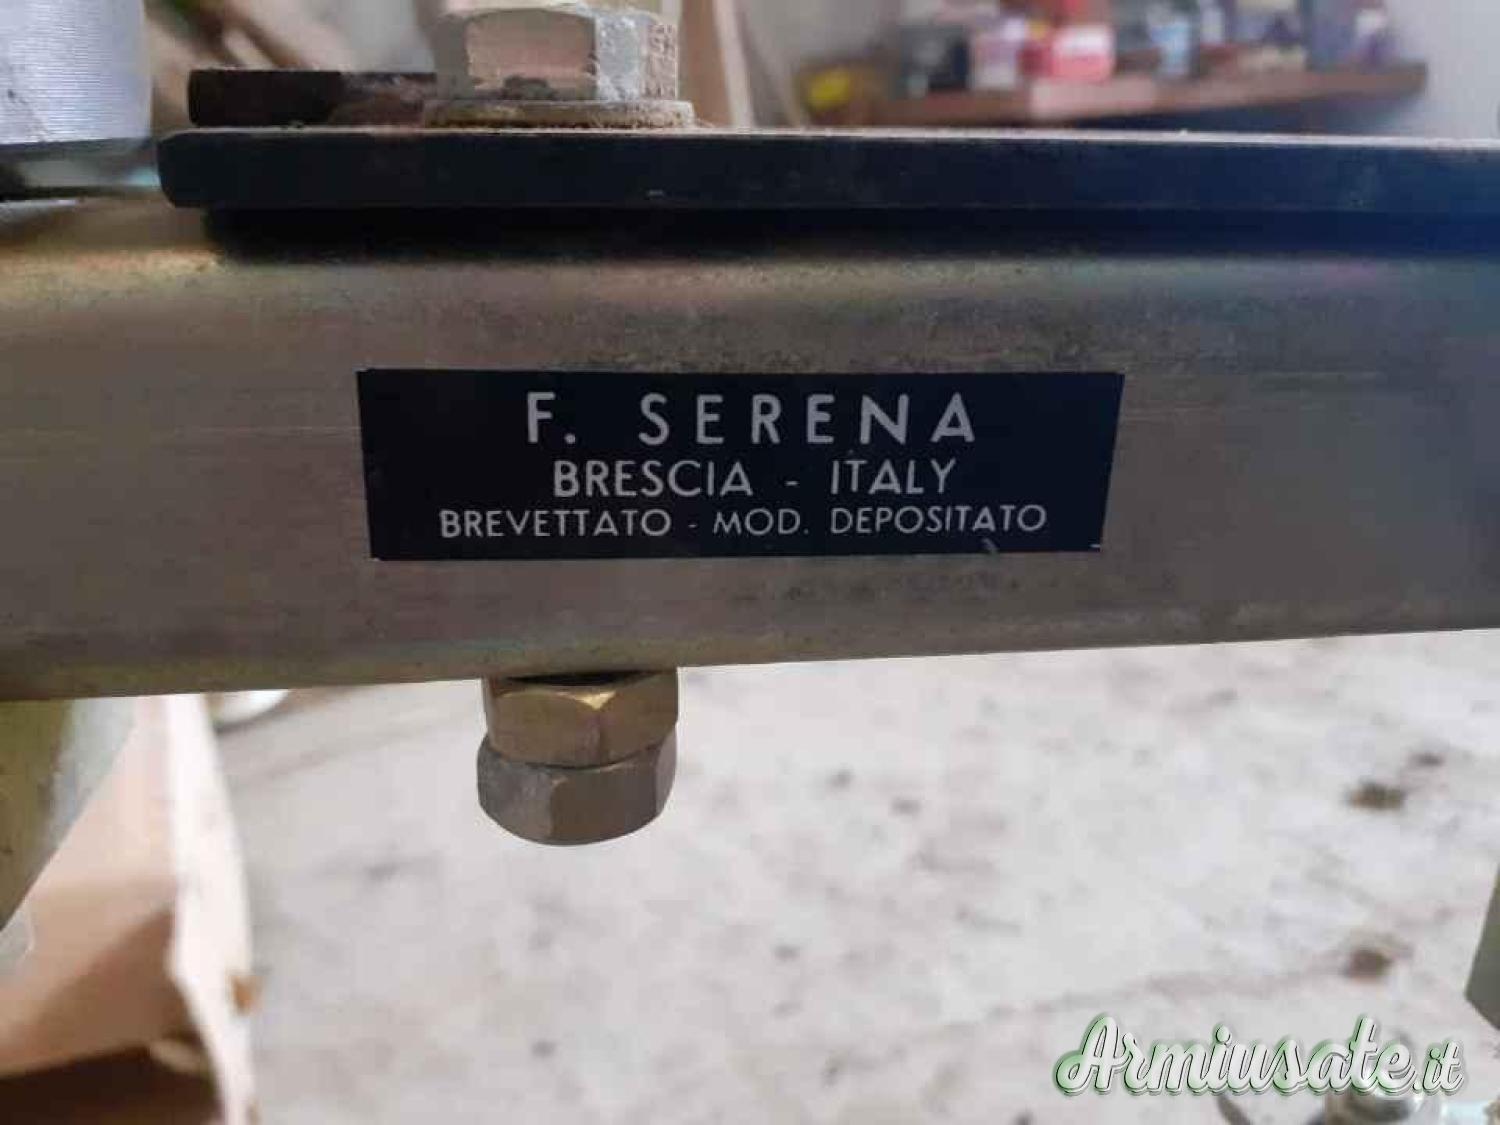 F. SERENA
BRESCIA - ITALY
BREVETTATO - MOD. DEPOSITATO
Armiusate.it